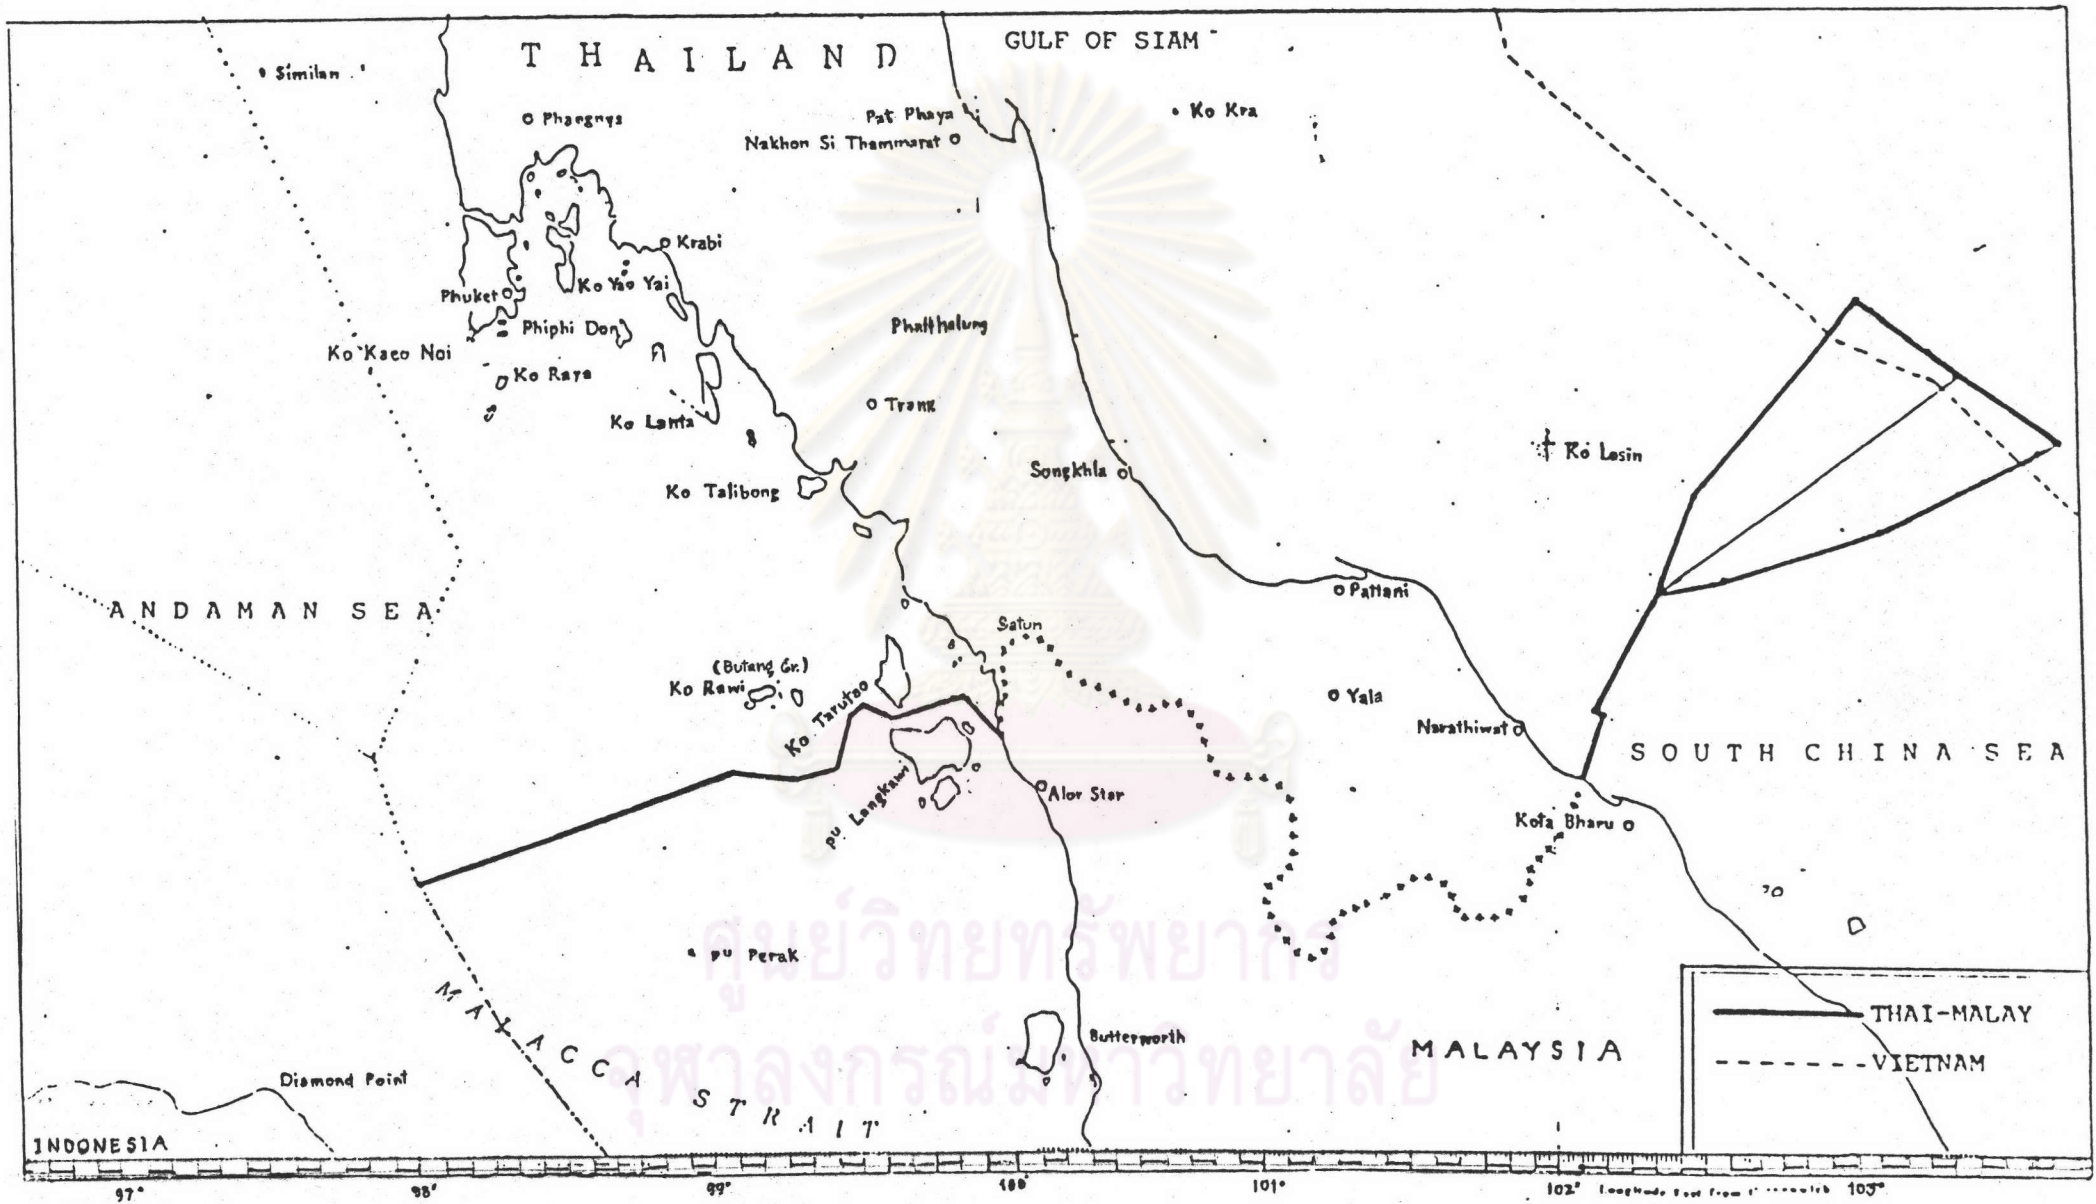 THAILAND
GULF OF SIAM
Similan
Phangnga
Pat Phaya
Ko Kra
Nakhon Si Thammarat
Krabi
Ko Yao Yai
Phuket
Phiphi Don
Phatthalung
Ko Kaeo Noi
Ko Raya
Trang
Ko Lanta
Ko Losin
Songkhla
Ko Talibong
Pattani
ANDAMAN SEA
Satun
(Butang Gr.)
Ko Rawi
Ko Tarutao
Yala
Narathiwat
SOUTH CHINA SEA
pu Langkawi
Alor Star
Kota Bharu
ศูนย์วิทยทรัพยากร
pu Perak
MALACCA STRAIT
จุฬาลงกรณ์มหาวิทยาลัย
THAI-MALAY
Butterworth
MALAYSIA
VIETNAM
Diamond Point
INDONESIA
97° 98° 99° 100° 101° 102° 103°